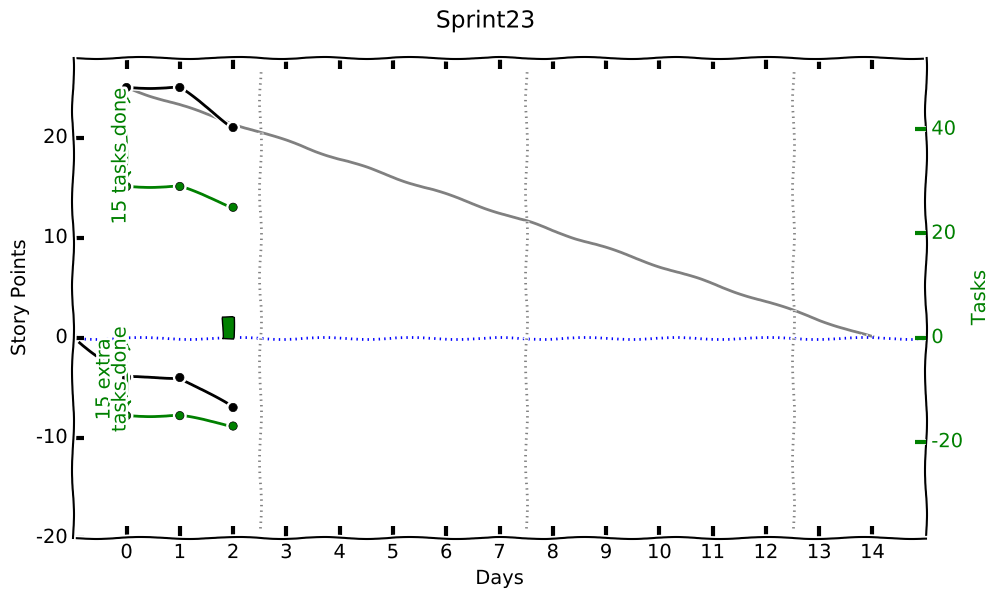 Sprint23
15 tasks done
15 extra
tasks done
20
10
0
-10
-20
Story Points
40
20
0
-20
Tasks
0 1 2 3 4 5 6 7 8 9 10 11 12 13 14
Days